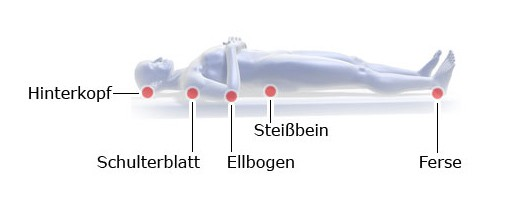 Hinterkopf
Steißbein
Schulterblatt
Ellbogen
Ferse